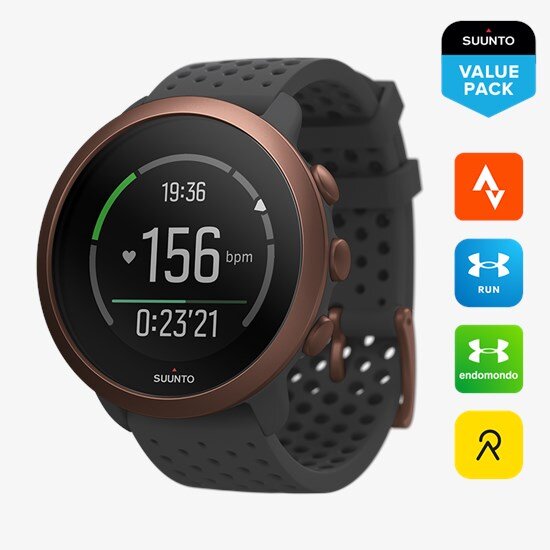 SUUNTO
VALUE
PACK
19:36
156 bpm
0:23'21
SUUNTO
RUN
endomondo